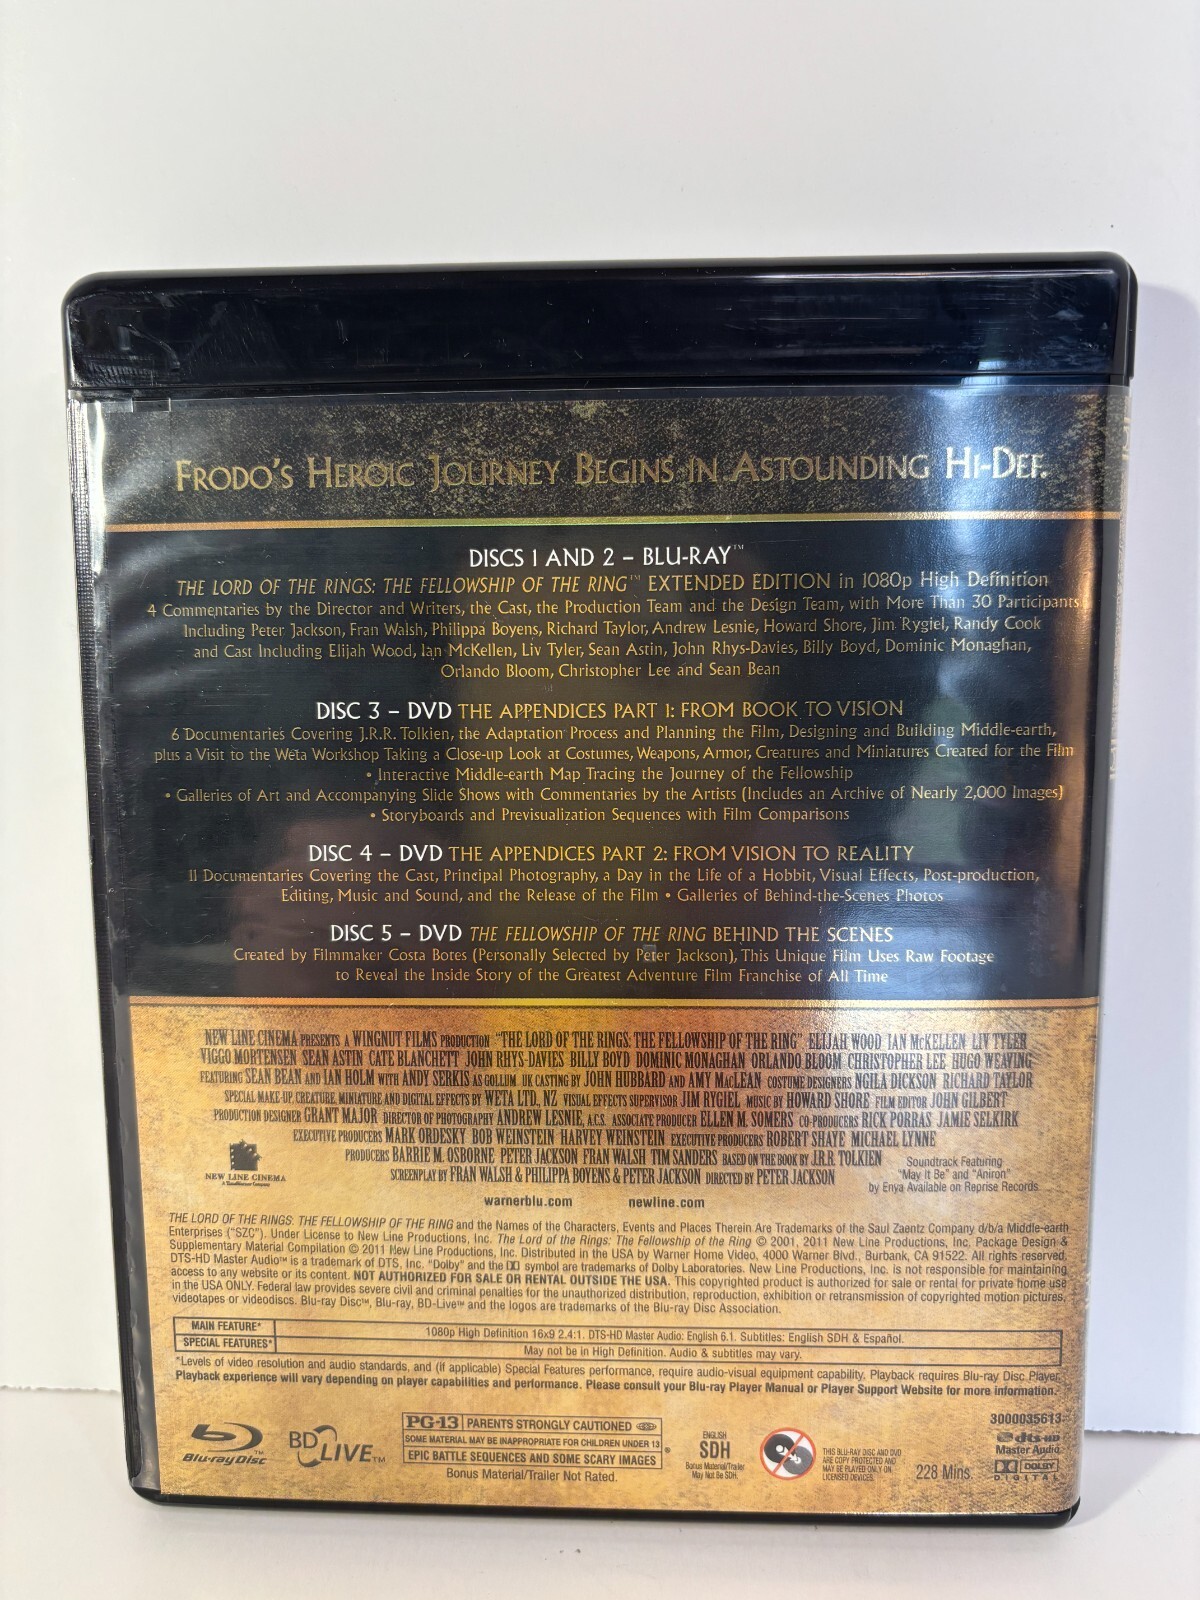 FRODO'S HEROIC JOURNEY BEGINS IN ASTOUNDING HI-DEF.
DISCS 1 AND 2 – BLU-RAY™
THE LORD OF THE RINGS: THE FELLOWSHIP OF THE RING™ EXTENDED EDITION in 1080p High Definition
4 Commentaries by the Director and Writers, the Cast, the Production Team and the Design Team, with More Than 30 Participants
Including Peter Jackson, Fran Walsh, Philippa Boyens, Richard Taylor, Andrew Lesnie, Howard Shore, Jim Rygiel, Randy Cook
and Cast Including Elijah Wood, Ian McKellen, Liv Tyler, Sean Astin, John Rhys-Davies, Billy Boyd, Dominic Monaghan,
Orlando Bloom, Christopher Lee and Sean Bean
DISC 3 – DVD THE APPENDICES PART 1: FROM BOOK TO VISION
6 Documentaries Covering J.R.R. Tolkien, the Adaptation Process and Planning the Film, Designing and Building Middle-earth,
plus a Visit to the Weta Workshop Taking a Close-up Look at Costumes, Weapons, Armor, Creatures and Miniatures Created for the Film
• Interactive Middle-earth Map Tracing the Journey of the Fellowship
• Galleries of Art and Accompanying Slide Shows with Commentaries by the Artists (Includes an Archive of Nearly 2,000 Images)
• Storyboards and Previsualization Sequences with Film Comparisons
DISC 4 – DVD THE APPENDICES PART 2: FROM VISION TO REALITY
11 Documentaries Covering the Cast, Principal Photography, a Day in the Life of a Hobbit, Visual Effects, Post-production,
Editing, Music and Sound, and the Release of the Film • Galleries of Behind-the-Scenes Photos
DISC 5 – DVD THE FELLOWSHIP OF THE RING BEHIND THE SCENES
Created by Filmmaker Costa Botes (Personally Selected by Peter Jackson), This Unique Film Uses Raw Footage
to Reveal the Inside Story of the Greatest Adventure Film Franchise of All Time
NEW LINE CINEMA PRESENTS A WINGNUT FILMS PRODUCTION "THE LORD OF THE RINGS: THE FELLOWSHIP OF THE RING" ELIJAH WOOD IAN McKELLEN LIV TYLER
VIGGO MORTENSEN SEAN ASTIN CATE BLANCHETT JOHN RHYS-DAVIES BILLY BOYD DOMINIC MONAGHAN ORLANDO BLOOM CHRISTOPHER LEE HUGO WEAVING
FEATURING SEAN BEAN AND IAN HOLM WITH ANDY SERKIS AS GOLLUM. UK CASTING BY JOHN HUBBARD AND AMY MacLEAN COSTUME DESIGNERS NGILA DICKSON RICHARD TAYLOR
SPECIAL MAKE-UP, CREATURE, MINIATURE AND DIGITAL EFFECTS BY WETA LTD, NZ VISUAL EFFECTS SUPERVISOR JIM RYGIEL MUSIC BY HOWARD SHORE FILM EDITOR JOHN GILBERT
PRODUCTION DESIGNER GRANT MAJOR DIRECTOR OF PHOTOGRAPHY ANDREW LESNIE, A.C.S. ASSOCIATE PRODUCER ELLEN M. SOMERS CO-PRODUCERS RICK PORRAS JAMIE SELKIRK
EXECUTIVE PRODUCERS MARK ORDESKY BOB WEINSTEIN HARVEY WEINSTEIN EXECUTIVE PRODUCERS ROBERT SHAYE MICHAEL LYNNE
PRODUCERS BARRIE M. OSBORNE PETER JACKSON FRAN WALSH TIM SANDERS BASED ON THE BOOK BY J.R.R. TOLKIEN
SCREENPLAY BY FRAN WALSH & PHILIPPA BOYENS & PETER JACKSON DIRECTED BY PETER JACKSON
NEW LINE CINEMA
A TimeWarner Company
Soundtrack Featuring
"May It Be" and "Aniron"
by Enya Available on Reprise Records
warnerblu.com newline.com
THE LORD OF THE RINGS: THE FELLOWSHIP OF THE RING and the Names of the Characters, Events and Places Therein Are Trademarks of the Saul Zaentz Company d/b/a Middle-earth
Enterprises ("SZC"). Under License to New Line Productions, Inc. The Lord of the Rings: The Fellowship of the Ring © 2001, 2011 New Line Productions, Inc. Package Design &
Supplementary Material Compilation © 2011 New Line Productions, Inc. Distributed in the USA by Warner Home Video, 4000 Warner Blvd., Burbank, CA 91522. All rights reserved.
DTS-HD Master Audio™ is a trademark of DTS, Inc. "Dolby" and the DD symbol are trademarks of Dolby Laboratories. New Line Productions, Inc. is not responsible for maintaining
access to any website or its content. NOT AUTHORIZED FOR SALE OR RENTAL OUTSIDE THE USA. This copyrighted product is authorized for sale or rental for private home use
in the USA ONLY. Federal law provides severe civil and criminal penalties for the unauthorized distribution, reproduction, exhibition or retransmission of copyrighted motion pictures,
videotapes or videodiscs. Blu-ray Disc™, Blu-ray, BD-Live™ and the logos are trademarks of the Blu-ray Disc Association.
MAIN FEATURE* 1080p High Definition 16x9 2.4:1. DTS-HD Master Audio: English 6.1. Subtitles: English SDH & Español.
SPECIAL FEATURES* May not be in High Definition. Audio & subtitles may vary.
*Levels of video resolution and audio standards, and (if applicable) Special Features performance, require audio-visual equipment capability. Playback requires Blu-ray Disc Player.
Playback experience will vary depending on player capabilities and performance. Please consult your Blu-ray Player Manual or Player Support Website for more information.
Blu-ray Disc™
BD LIVE™
PG-13 PARENTS STRONGLY CAUTIONED
SOME MATERIAL MAY BE INAPPROPRIATE FOR CHILDREN UNDER 13
EPIC BATTLE SEQUENCES AND SOME SCARY IMAGES ®
Bonus Material/Trailer Not Rated.
ENGLISH
SDH
Bonus Material/Trailer
May Not Be SDH.
THIS BLU-RAY DISC AND DVD
ARE COPY PROTECTED AND
MAY BE PLAYED ONLY ON
LICENSED DEVICES.
228 Mins.
3000035613
dts-HD
Master Audio
DOLBY
DIGITAL